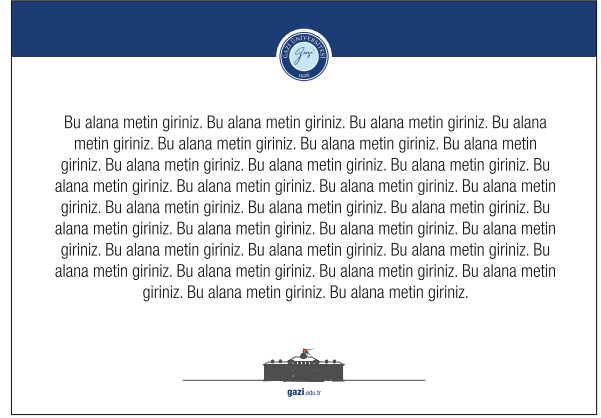 GAZİ ÜNİVERSİTESİ
Gazi
1926
Bu alana metin giriniz. Bu alana metin giriniz. Bu alana metin giriniz. Bu alana
metin giriniz. Bu alana metin giriniz. Bu alana metin giriniz. Bu alana metin
giriniz. Bu alana metin giriniz. Bu alana metin giriniz. Bu alana metin giriniz. Bu
alana metin giriniz. Bu alana metin giriniz. Bu alana metin giriniz. Bu alana metin
giriniz. Bu alana metin giriniz. Bu alana metin giriniz. Bu alana metin giriniz. Bu
alana metin giriniz. Bu alana metin giriniz. Bu alana metin giriniz. Bu alana metin
giriniz. Bu alana metin giriniz. Bu alana metin giriniz. Bu alana metin giriniz. Bu
alana metin giriniz. Bu alana metin giriniz. Bu alana metin giriniz. Bu alana metin
giriniz. Bu alana metin giriniz. Bu alana metin giriniz.
gazi.edu.tr